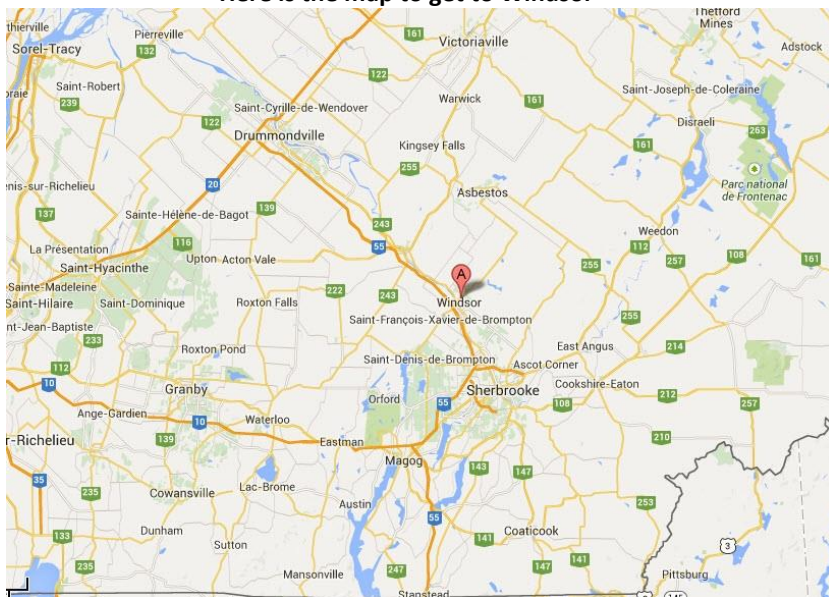 Here is the map to get to Windsor
Thetford
Mines
Pierreville
132
161
Victoriaville
Adstock
Sorel-Tracy
122
Saint-Robert
239
Saint-Cyrille-de-Wendover
Warwick
161
Saint-Joseph-de-Coleraine
122
Drummondville
Disraeli
263
Kingsey Falls
161
255
20
Parc national
de Frontenac
Asbestos
137
Sainte-Hélène-de-Bagot
139
243
Weedon
La Présentation
116
55
112
108
Saint-Hyacinthe
Upton
Acton Vale
A
255
257
161
Sainte-Madeleine
222
243
Windsor
Saint-Hilaire
Saint-Dominique
Roxton Falls
Saint-François-Xavier-de-Brompton
255
233
East Angus
214
Roxton Pond
Saint-Denis-de-Brompton
Ascot Corner
112
10
Granby
Sherbrooke
Cookshire-Eaton
212
Orford
55
108
257
Ange-Gardien
10
Waterloo
139
Eastman
210
Magog
143
147
35
235
Cowansville
Lac-Brome
253
Austin
55
133
Dunham
Sutton
141
Coaticook
3
235
Mansonville
247
147
141
Pittsburg
Stanstead
145